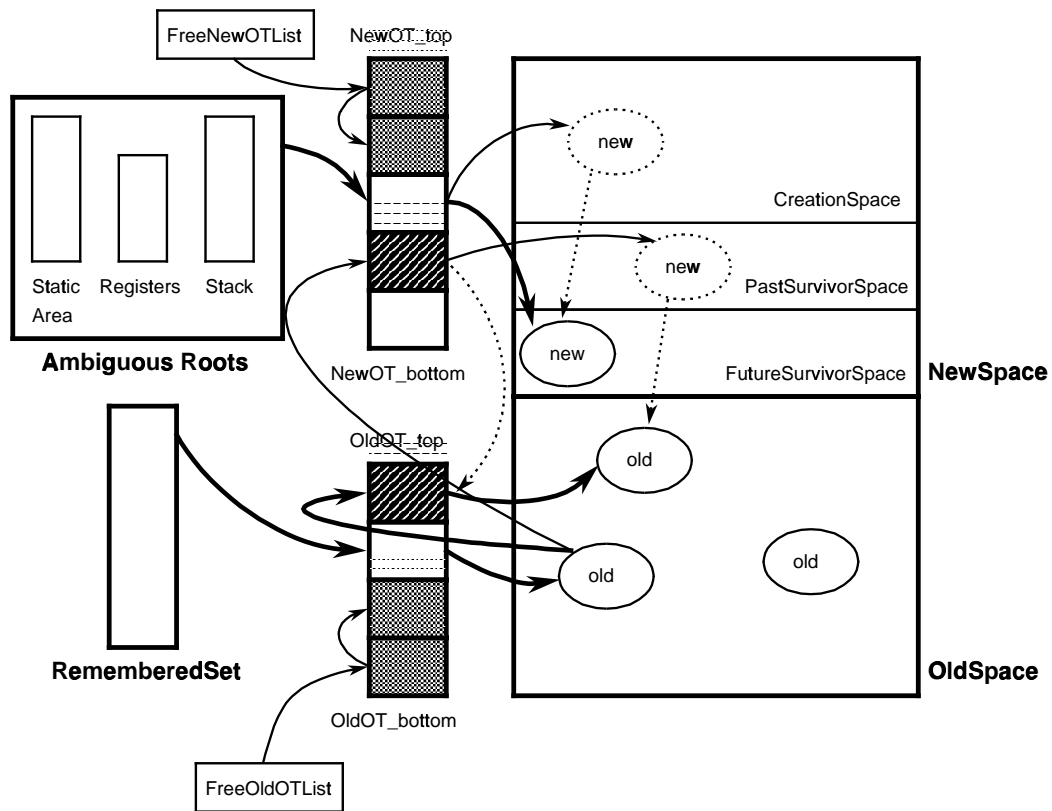 FreeNewOTList
NewOT_top
new
CreationSpace
new
PastSurvivorSpace
Static
Area
Registers
Stack
Ambiguous Roots
NewOT_bottom
new
FutureSurvivorSpace
NewSpace
OldOT_top
old
old
old
RememberedSet
OldSpace
OldOT_bottom
FreeOldOTList